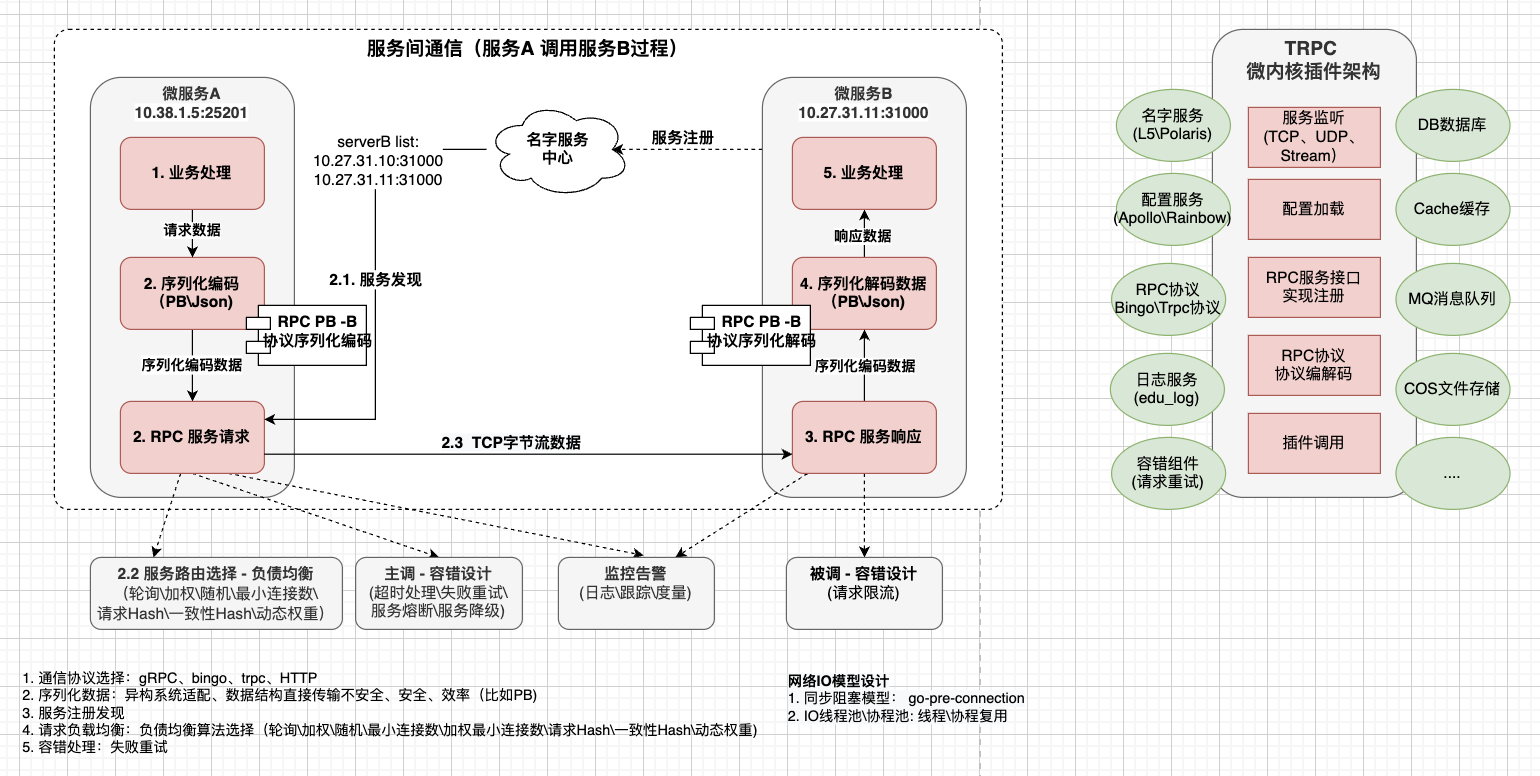 服务间通信（服务A 调用服务B过程）
微服务A
10.38.1.5:25201
1. 业务处理
请求数据
2. 序列化编码
（PB\Json)
RPC PB -B
协议序列化编码
序列化编码数据
2. RPC 服务请求
serverB list:
10.27.31.10:31000
10.27.31.11:31000
2.1. 服务发现
名字服务
中心
服务注册
2.3 TCP字节流数据
微服务B
10.27.31.11:31000
5. 业务处理
响应数据
4. 序列化解码数据
（PB\Json)
RPC PB -B
协议序列化解码
序列化编码数据
3. RPC 服务响应
2.2 服务路由选择 - 负债均衡
（轮询\加权\随机\最小连接数\
请求Hash\一致性Hash\动态权重）
主调 - 容错设计
(超时处理\失败重试\
服务熔断\服务降级)
监控告警
(日志\跟踪\度量)
被调 - 容错设计
(请求限流)
1. 通信协议选择：gRPC、bingo、trpc、HTTP
2. 序列化数据：异构系统适配、数据结构直接传输不安全、安全、效率（比如PB)
3. 服务注册发现
4. 请求负载均衡：负债均衡算法选择（轮询\加权\随机\最小连接数\加权最小连接数\请求Hash\一致性Hash\动态权重)
5. 容错处理：失败重试
网络IO模型设计
1. 同步阻塞模型： go-pre-connection
2. IO线程池\协程池: 线程\协程复用
TRPC
微内核插件架构
名字服务
(L5\Polaris)
配置服务
(Apollo\Rainbow)
RPC协议
Bingo\Trpc协议
日志服务
(edu_log)
容错组件
(请求重试)
服务监听
(TCP、UDP、
Stream）
配置加载
RPC服务接口
实现注册
RPC协议
协议编解码
插件调用
DB数据库
Cache缓存
MQ消息队列
COS文件存储
....